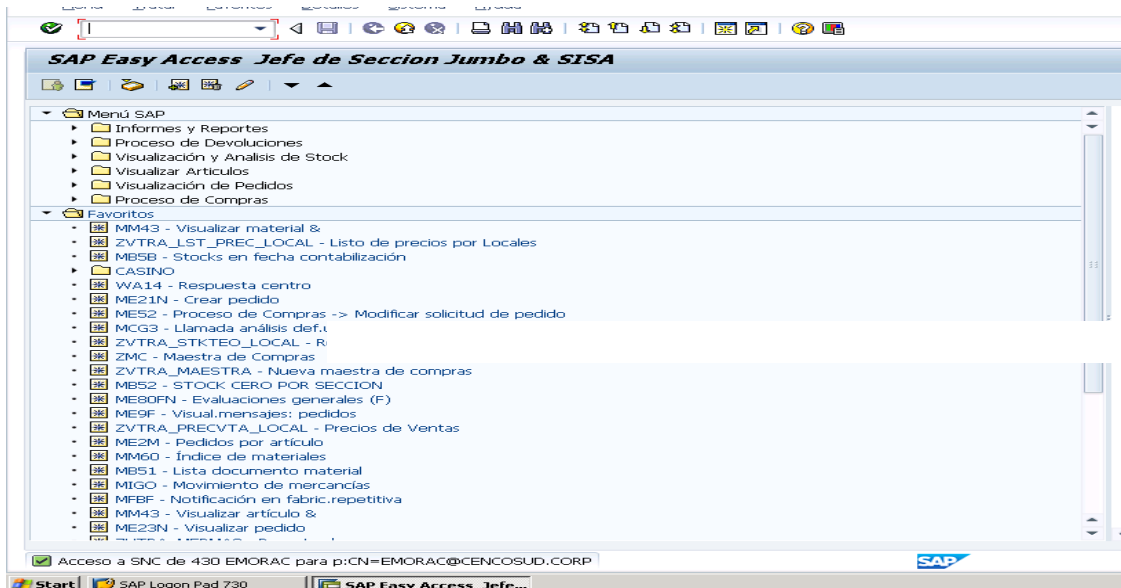 SAP Easy Access Jefe de Seccion Jumbo & SISA
Menú SAP
Informes y Reportes
Proceso de Devoluciones
Visualización y Analisis de Stock
Visualizar Articulos
Visualización de Pedidos
Proceso de Compras
Favoritos
MM43 - Visualizar material &
ZVTRA_LST_PREC_LOCAL - Listo de precios por Locales
MB5B - Stocks en fecha contabilización
CASINO
WA14 - Respuesta centro
ME21N - Crear pedido
ME52 - Proceso de Compras -> Modificar solicitud de pedido
MCG3 - Llamada análisis def.
ZVTRA_STKTEO_LOCAL - R
ZMC - Maestra de Compras
ZVTRA_MAESTRA - Nueva maestra de compras
MB52 - STOCK CERO POR SECCION
ME80FN - Evaluaciones generales (F)
ME9F - Visual.mensajes: pedidos
ZVTRA_PRECVTA_LOCAL - Precios de Ventas
ME2M - Pedidos por artículo
MM60 - Índice de materiales
MB51 - Lista documento material
MIGO - Movimiento de mercancías
MFBF - Notificación en fabric.repetitiva
MM43 - Visualizar artículo &
ME23N - Visualizar pedido
Acceso a SNC de 430 EMORAC para p:CN=EMORAC@CENCOSUD.CORP
SAP
Start SAP Logon Pad 730 SAP Easy Access Jefe...